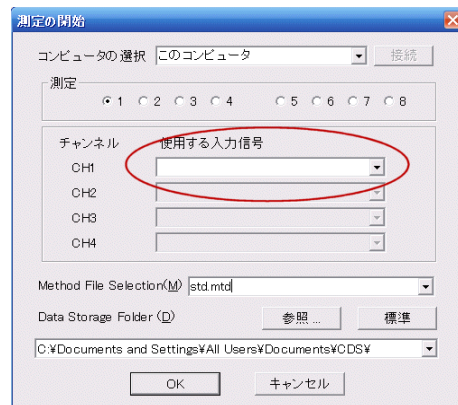 測定の開始
コンピュータの選択 このコンピュータ 接続
測定
1 2 3 4 5 6 7 8
チャンネル 使用する入力信号
CH1
CH2
CH3
CH4
Method File Selection(M) std.mtd
Data Storage Folder (D) 参照 ... 標準
C:¥Documents and Settings¥All Users¥Documents¥CDS¥
OK キャンセル